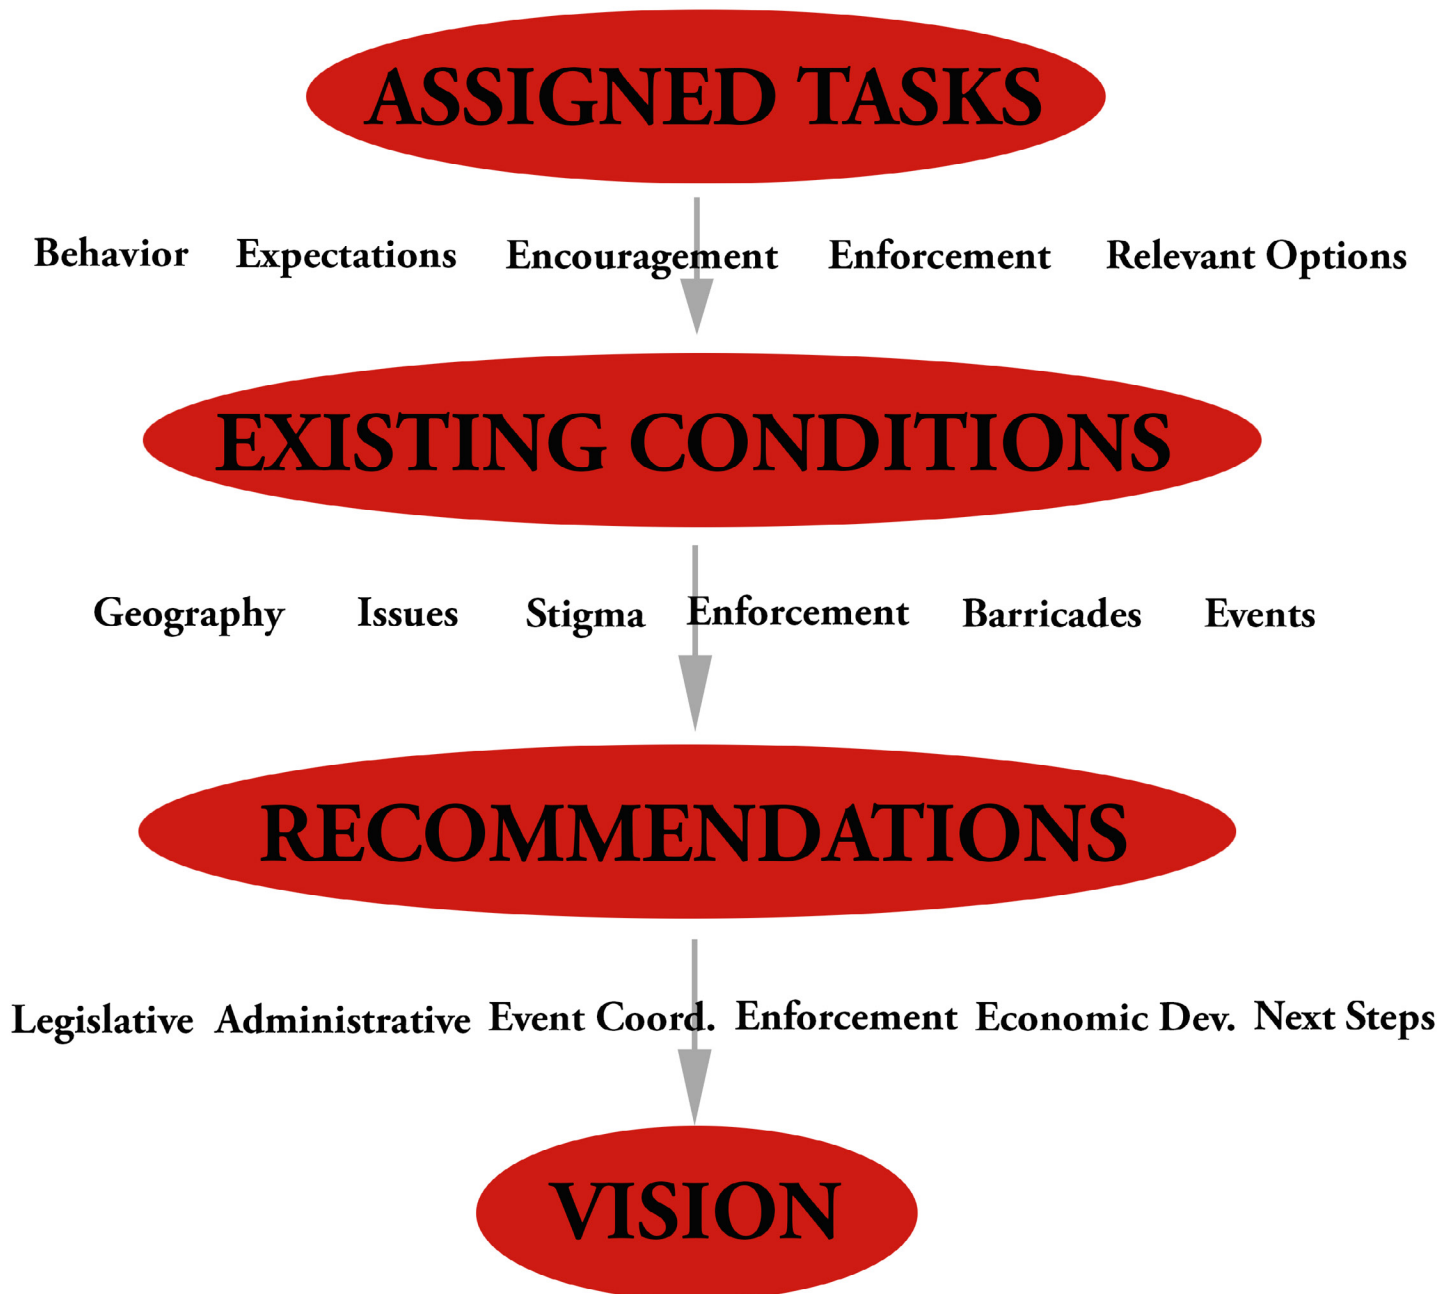 ASSIGNED TASKS
Behavior Expectations Encouragement Enforcement Relevant Options
EXISTING CONDITIONS
Geography Issues Stigma Enforcement Barricades Events
RECOMMENDATIONS
Legislative Administrative Event Coord. Enforcement Economic Dev. Next Steps
VISION